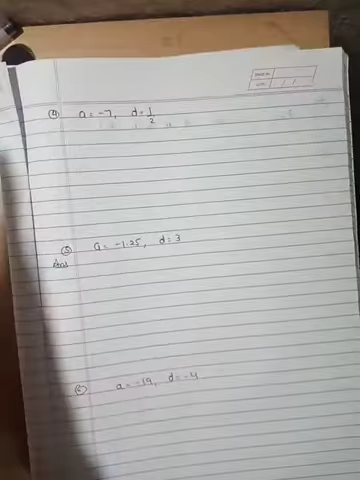 (4) a = -7, d = 1/2
(5) a = -1.25, d = 3
Ans
(6) a = -19, d = -4